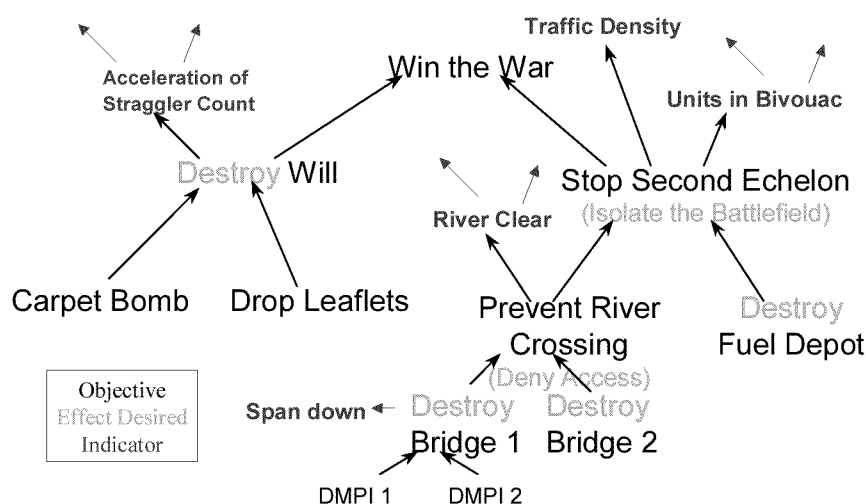 Traffic Density
Win the War
Acceleration of
Straggler Count
Units in Bivouac
Destroy Will
Stop Second Echelon
(Isolate the Battlefield)
River Clear
Carpet Bomb
Drop Leaflets
Prevent River
Crossing
(Deny Access)
Destroy
Fuel Depot
Objective
Effect Desired
Indicator
Span down
Destroy
Bridge 1
Destroy
Bridge 2
DMPI 1
DMPI 2